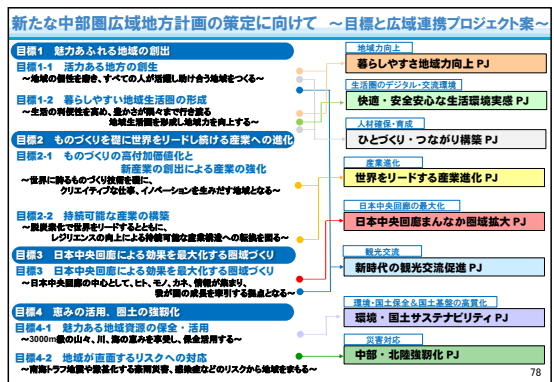 新たな中部圏広域地方計画の策定に向けて ～目標と広域連携プロジェクト案～
目標1 魅力あふれる地域の創出
目標1-1 活力ある地方の創生
～地域の個性を磨き、すべての人が活躍し助け合う地域をつくる～
目標1-2 暮らしやすい地域生活圏の形成
～生活の利便性を高め、豊かさが隅々まで行き渡る
地域生活圏を形成し地域力を向上する～
目標2 ものづくりを礎に世界をリードし続ける産業への進化
目標2-1 ものづくりの高付加価値化と
新産業の創出による産業の強化
～世界に誇るものづくり技術を礎に、
クリエイティブな仕事、イノベーションを生みだす地域となる～
目標2-2 持続可能な産業の構築
～脱炭素化で世界をリードするとともに、
レジリエンスの向上による持続可能な産業構造への転換を図る～
目標3 日本中央回廊による効果を最大化する圏域づくり
目標3 日本中央回廊による効果を最大化する圏域づくり
～日本中央回廊の中心として、ヒト、モノ、カネ、情報が集まり、
我が国の成長を牽引する拠点となる～
目標4 恵みの活用、国土の強靱化
目標4-1 魅力ある地域資源の保全・活用
～3000m級の山々、川、海の恵みを享受し、保全活用する～
目標4-2 地域が直面するリスクへの対応
～南海トラフ地震や激甚化する豪雨災害、感染症などのリスクから地域をまもる～
地域力向上
暮らしやすさ地域力向上 PJ
生活圏のデジタル・交流環境
快適・安全安心な生活環境実感 PJ
人材確保・育成
ひとづくり・つながり構築 PJ
産業進化
世界をリードする産業進化 PJ
日本中央回廊の最大化
日本中央回廊まんなか圏域拡大 PJ
観光交流
新時代の観光交流促進 PJ
環境・国土保全＆国土基盤の高質化
環境・国土サステナビリティ PJ
災害対応
中部・北陸強靱化 PJ
78